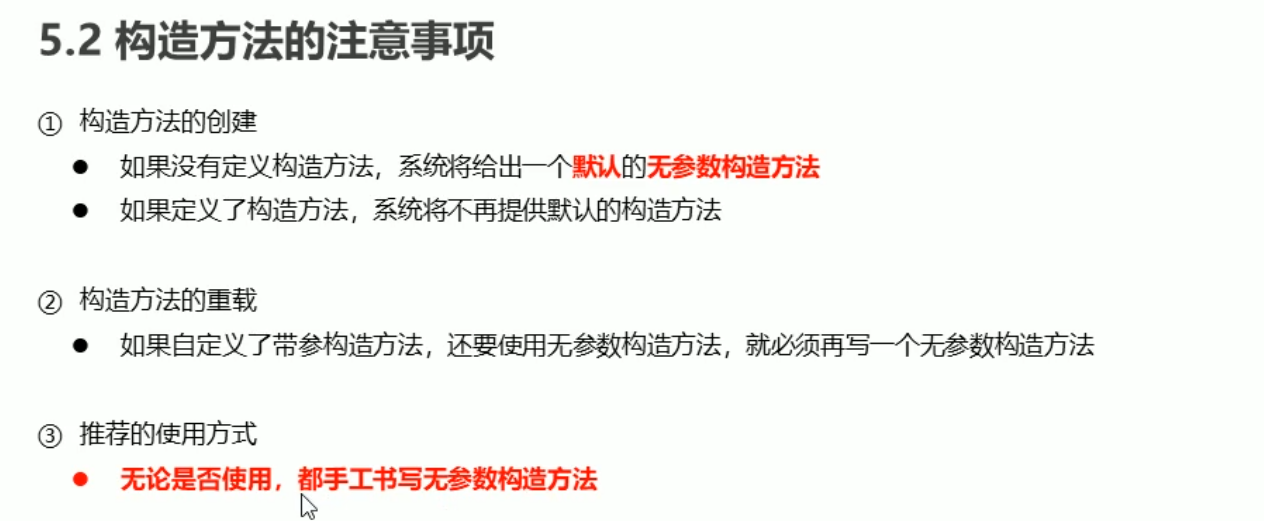 5.2 构造方法的注意事项
① 构造方法的创建
● 如果没有定义构造方法，系统将给出一个默认的无参数构造方法
● 如果定义了构造方法，系统将不再提供默认的构造方法
② 构造方法的重载
● 如果自定义了带参构造方法，还要使用无参数构造方法，就必须再写一个无参数构造方法
③ 推荐的使用方式
● 无论是否使用，都手工书写无参数构造方法